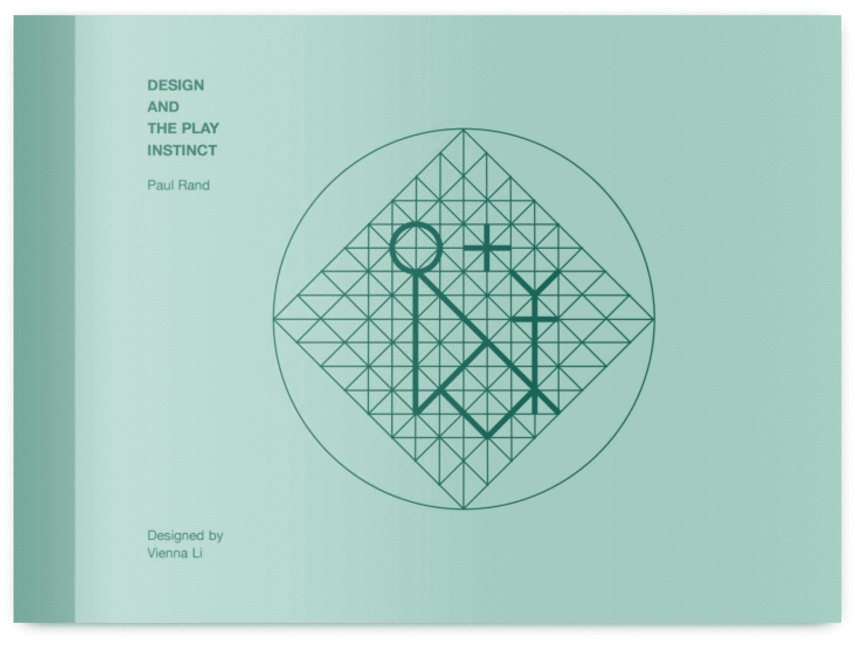 DESIGN
AND
THE PLAY
INSTINCT
Paul Rand
Designed by
Vienna Li